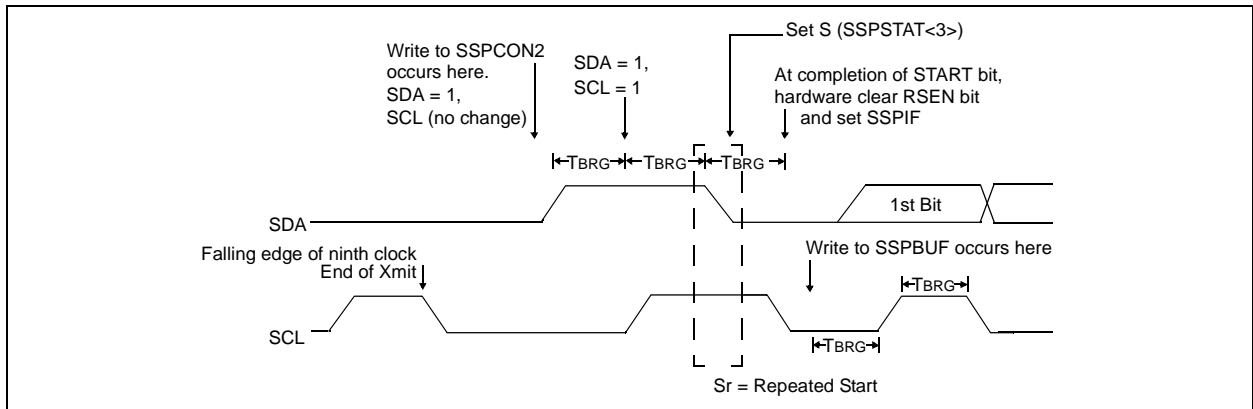 Set S (SSPSTAT<3>)
Write to SSPCON2
occurs here.
SDA = 1,
SCL (no change)
SDA = 1,
SCL = 1
At completion of START bit,
hardware clear RSEN bit
and set SSPIF
TBRG
TBRG
TBRG
SDA
1st Bit
Falling edge of ninth clock
End of Xmit
Write to SSPBUF occurs here
TBRG
SCL
TBRG
Sr = Repeated Start